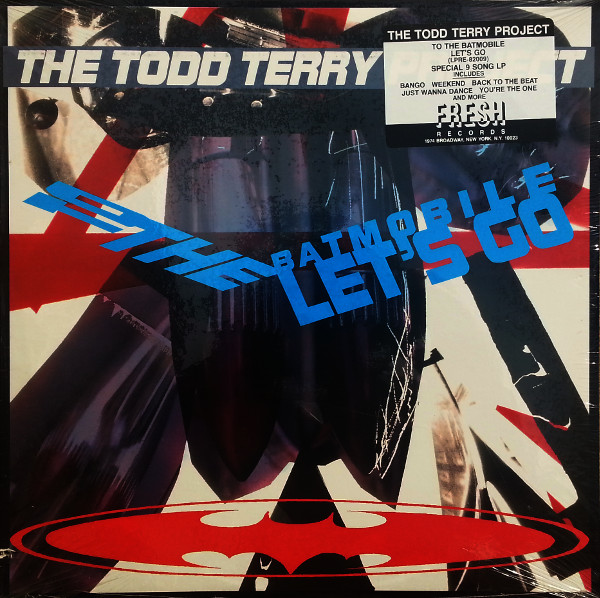 THE TODD TERRY PROJECT
TO THE BATMOBILE
LET'S GO
(LPRE-82009)
SPECIAL 9 SONG LP
INCLUDES
BANGO WEEKEND BACK TO THE BEAT
JUST WANNA DANCE YOU'RE THE ONE
AND MORE
FRESH
RECORDS
1974 BROADWAY, NEW YORK, N.Y. 10023
THE TODD TERRY
TO THE
BATMOBILE
LET'S GO